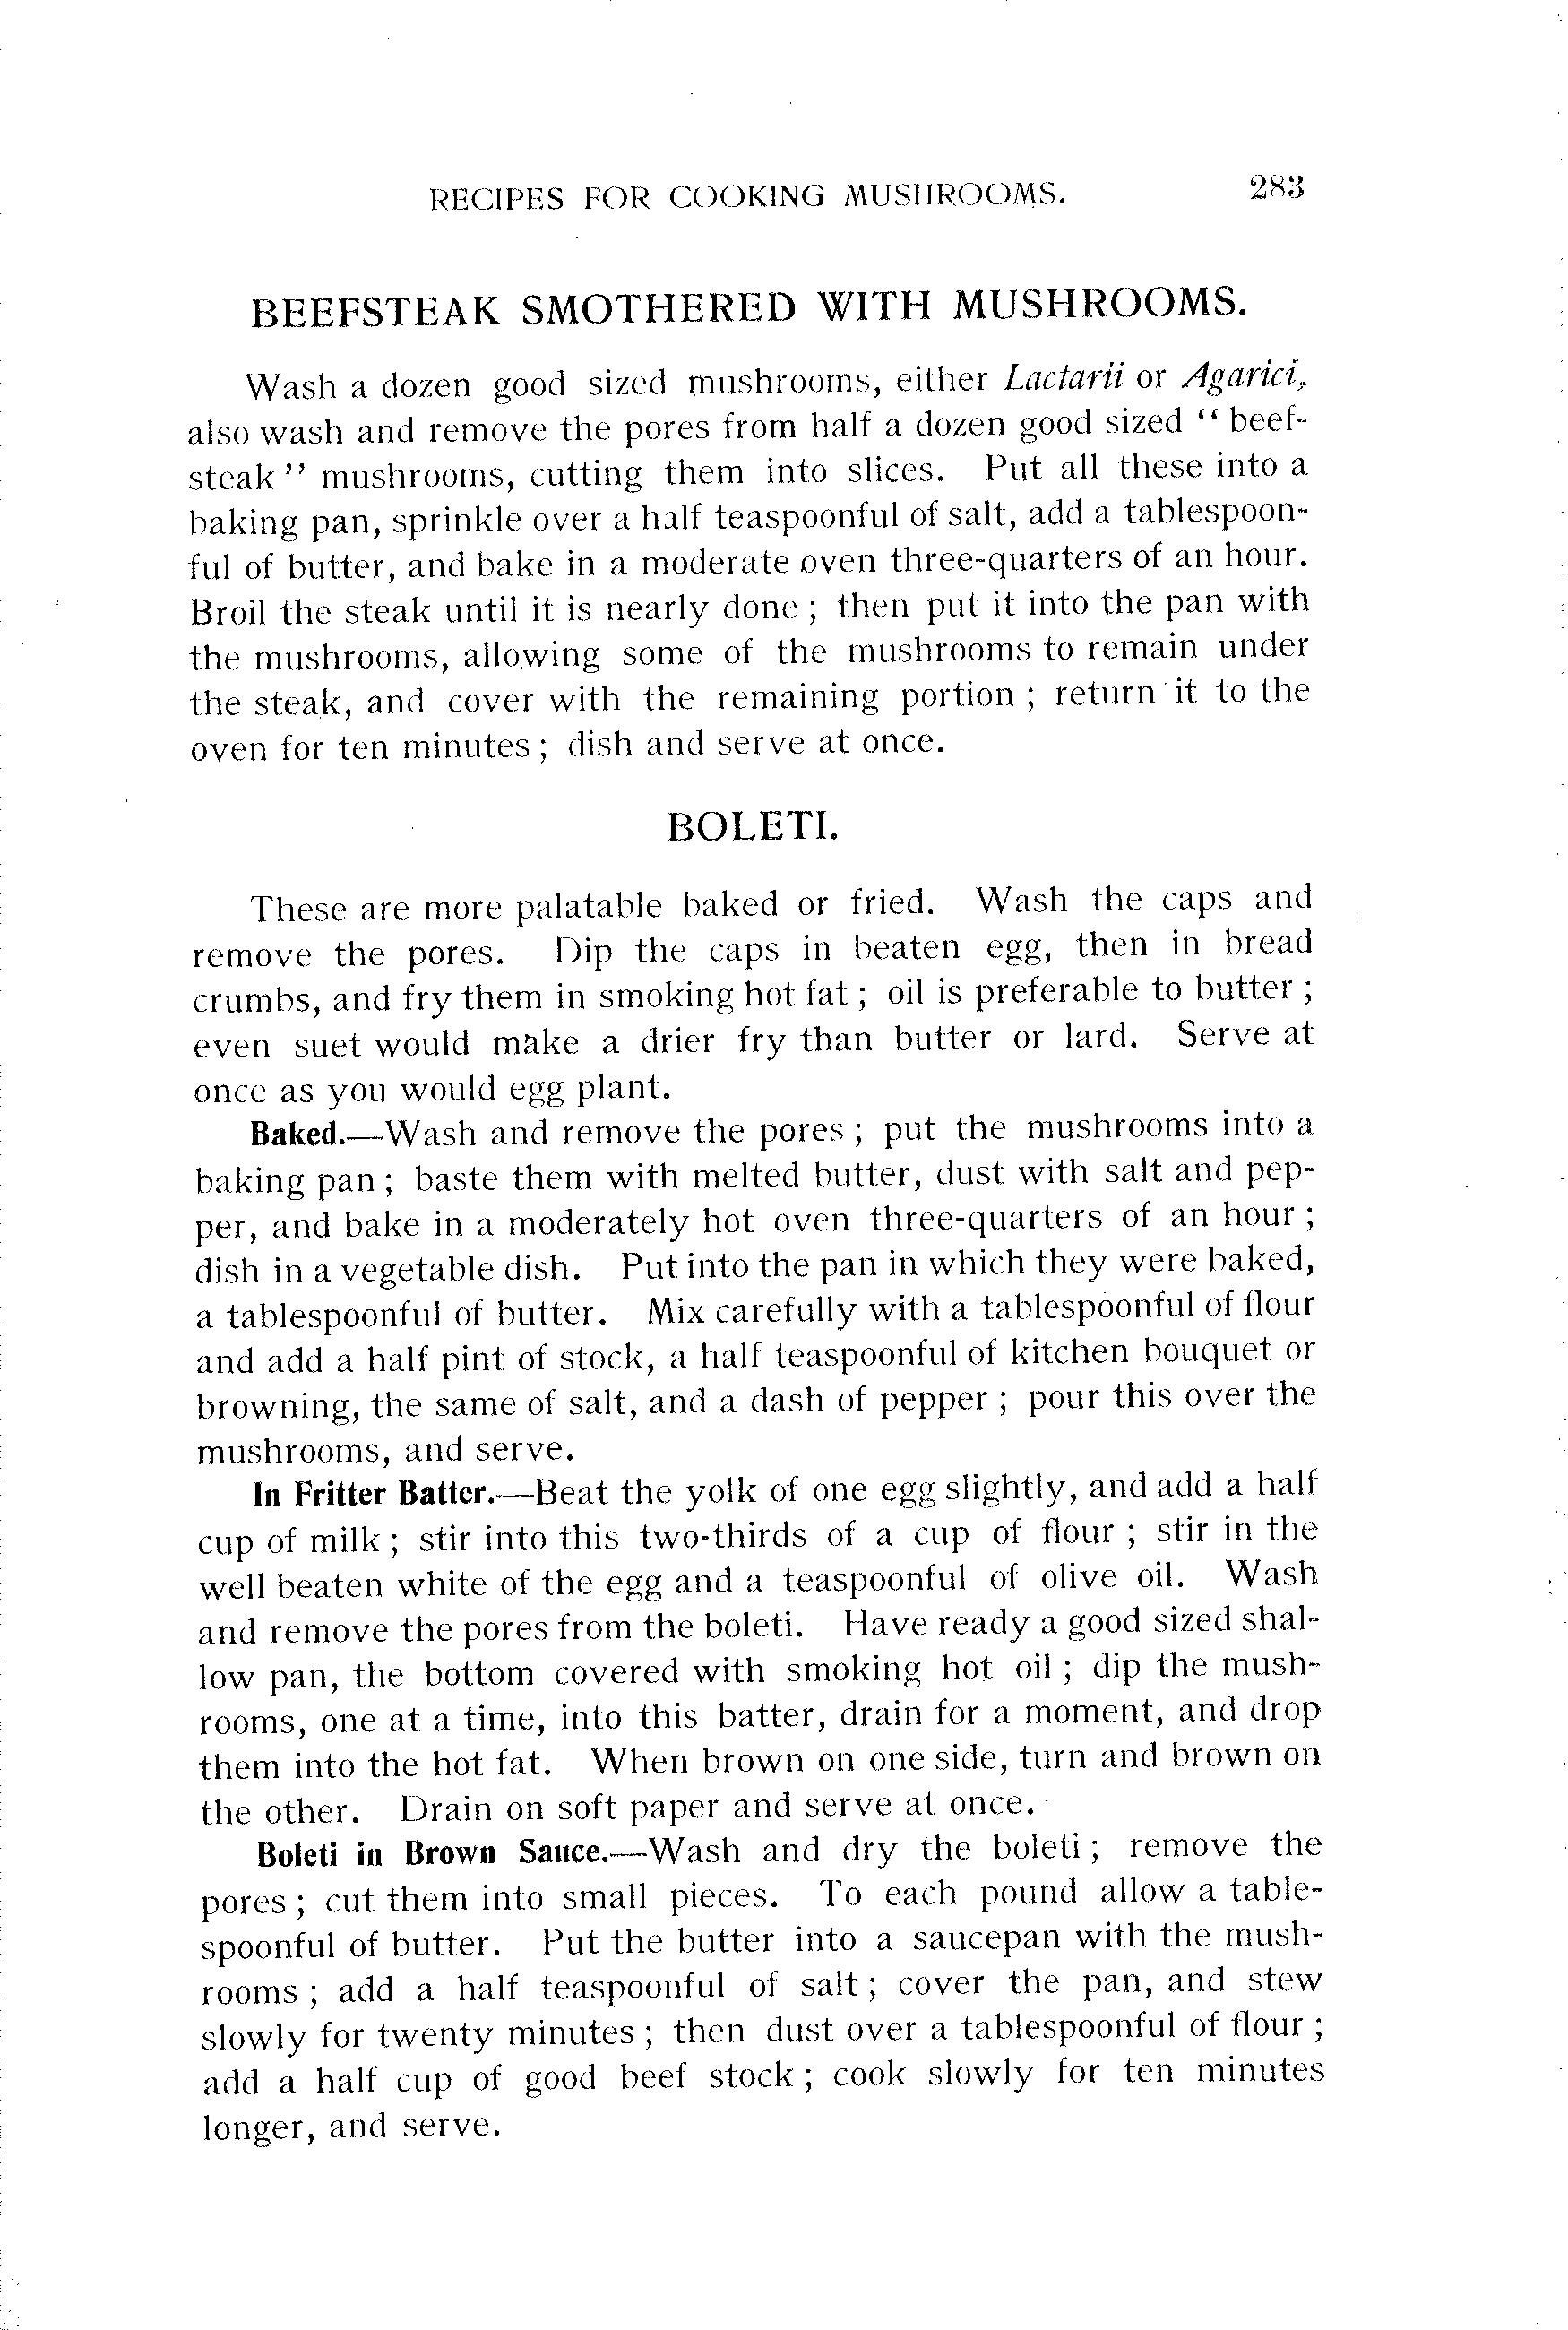 RECIPES FOR COOKING MUSHROOMS. 283
BEEFSTEAK SMOTHERED WITH MUSHROOMS.
Wash a dozen good sized mushrooms, either Lactarii or Agarici,
also wash and remove the pores from half a dozen good sized “ beef-
steak ” mushrooms, cutting them into slices. Put all these into a
baking pan, sprinkle over a half teaspoonful of salt, add a tablespoon-
ful of butter, and bake in a moderate oven three-quarters of an hour.
Broil the steak until it is nearly done ; then put it into the pan with
the mushrooms, allowing some of the mushrooms to remain under
the steak, and cover with the remaining portion ; return it to the
oven for ten minutes ; dish and serve at once.
BOLETI.
These are more palatable baked or fried. Wash the caps and
remove the pores. Dip the caps in beaten egg, then in bread
crumbs, and fry them in smoking hot fat ; oil is preferable to butter ;
even suet would make a drier fry than butter or lard. Serve at
once as you would egg plant.
Baked.—Wash and remove the pores ; put the mushrooms into a
baking pan ; baste them with melted butter, dust with salt and pep-
per, and bake in a moderately hot oven three-quarters of an hour ;
dish in a vegetable dish. Put into the pan in which they were baked,
a tablespoonful of butter. Mix carefully with a tablespoonful of flour
and add a half pint of stock, a half teaspoonful of kitchen bouquet or
browning, the same of salt, and a dash of pepper ; pour this over the
mushrooms, and serve.
In Fritter Batter.—Beat the yolk of one egg slightly, and add a half
cup of milk ; stir into this two-thirds of a cup of flour ; stir in the
well beaten white of the egg and a teaspoonful of olive oil. Wash
and remove the pores from the boleti. Have ready a good sized shal-
low pan, the bottom covered with smoking hot oil ; dip the mush-
rooms, one at a time, into this batter, drain for a moment, and drop
them into the hot fat. When brown on one side, turn and brown on
the other. Drain on soft paper and serve at once.
Boleti in Brown Sauce.—Wash and dry the boleti ; remove the
pores ; cut them into small pieces. To each pound allow a table-
spoonful of butter. Put the butter into a saucepan with the mush-
rooms ; add a half teaspoonful of salt ; cover the pan, and stew
slowly for twenty minutes ; then dust over a tablespoonful of flour ;
add a half cup of good beef stock ; cook slowly for ten minutes
longer, and serve.